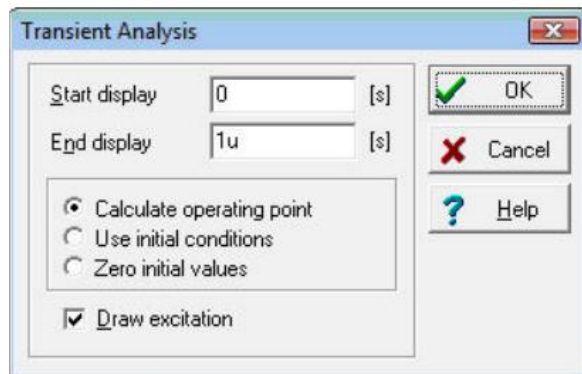 Transient Analysis
Start display 0 [s]
End display 1u [s]
Calculate operating point
Use initial conditions
Zero initial values
Draw excitation
OK
Cancel
? Help